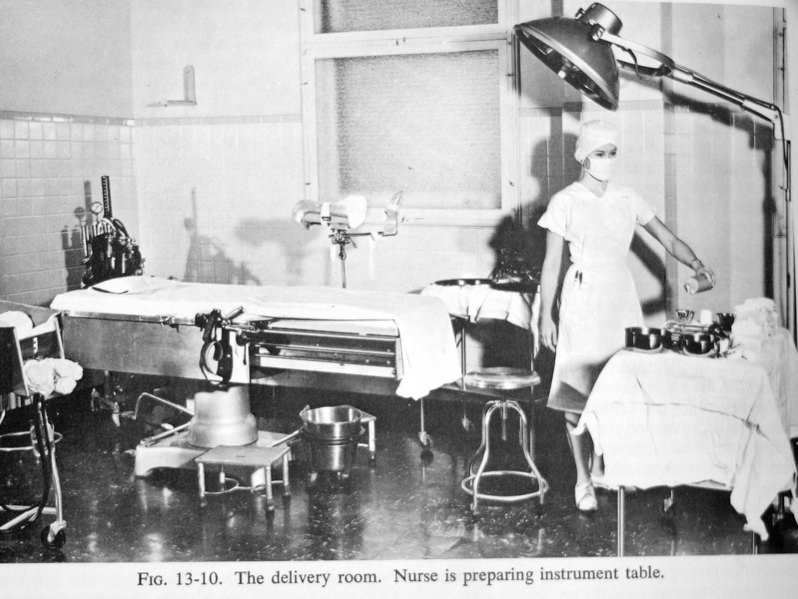 FIG. 13-10. The delivery room. Nurse is preparing instrument table.